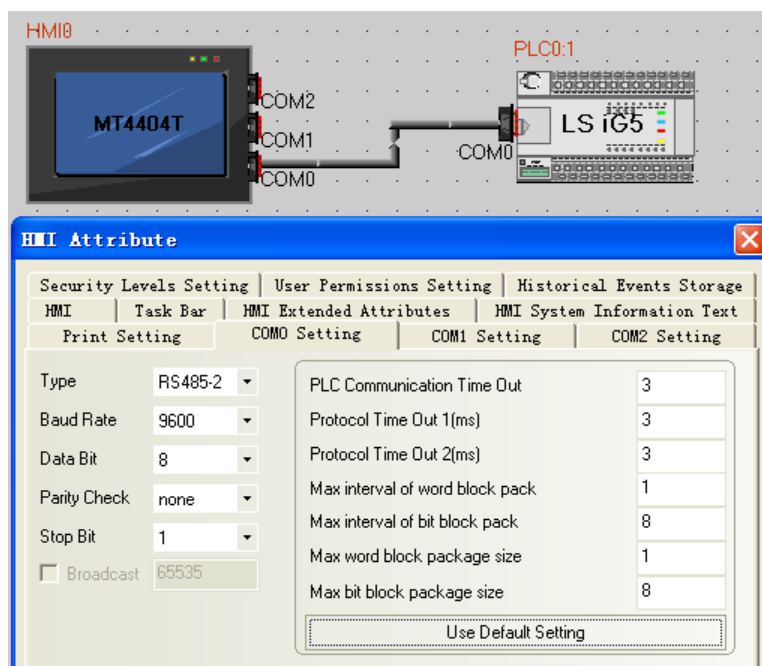 HMI0
PLC0:1
COM2
MT4404T
LS iG5
COM1
COM0
COM0
HMI Attribute
Security Levels Setting User Permissions Setting Historical Events Storage
HMI Task Bar HMI Extended Attributes HMI System Information Text
Print Setting COM0 Setting COM1 Setting COM2 Setting
Type RS485-2 PLC Communication Time Out 3
Baud Rate 9600 Protocol Time Out 1(ms) 3
Data Bit 8 Protocol Time Out 2(ms) 3
Parity Check none Max interval of word block pack 1
Stop Bit 1 Max interval of bit block pack 8
Broadcast 65535 Max word block package size 1
Max bit block package size 8
Use Default Setting